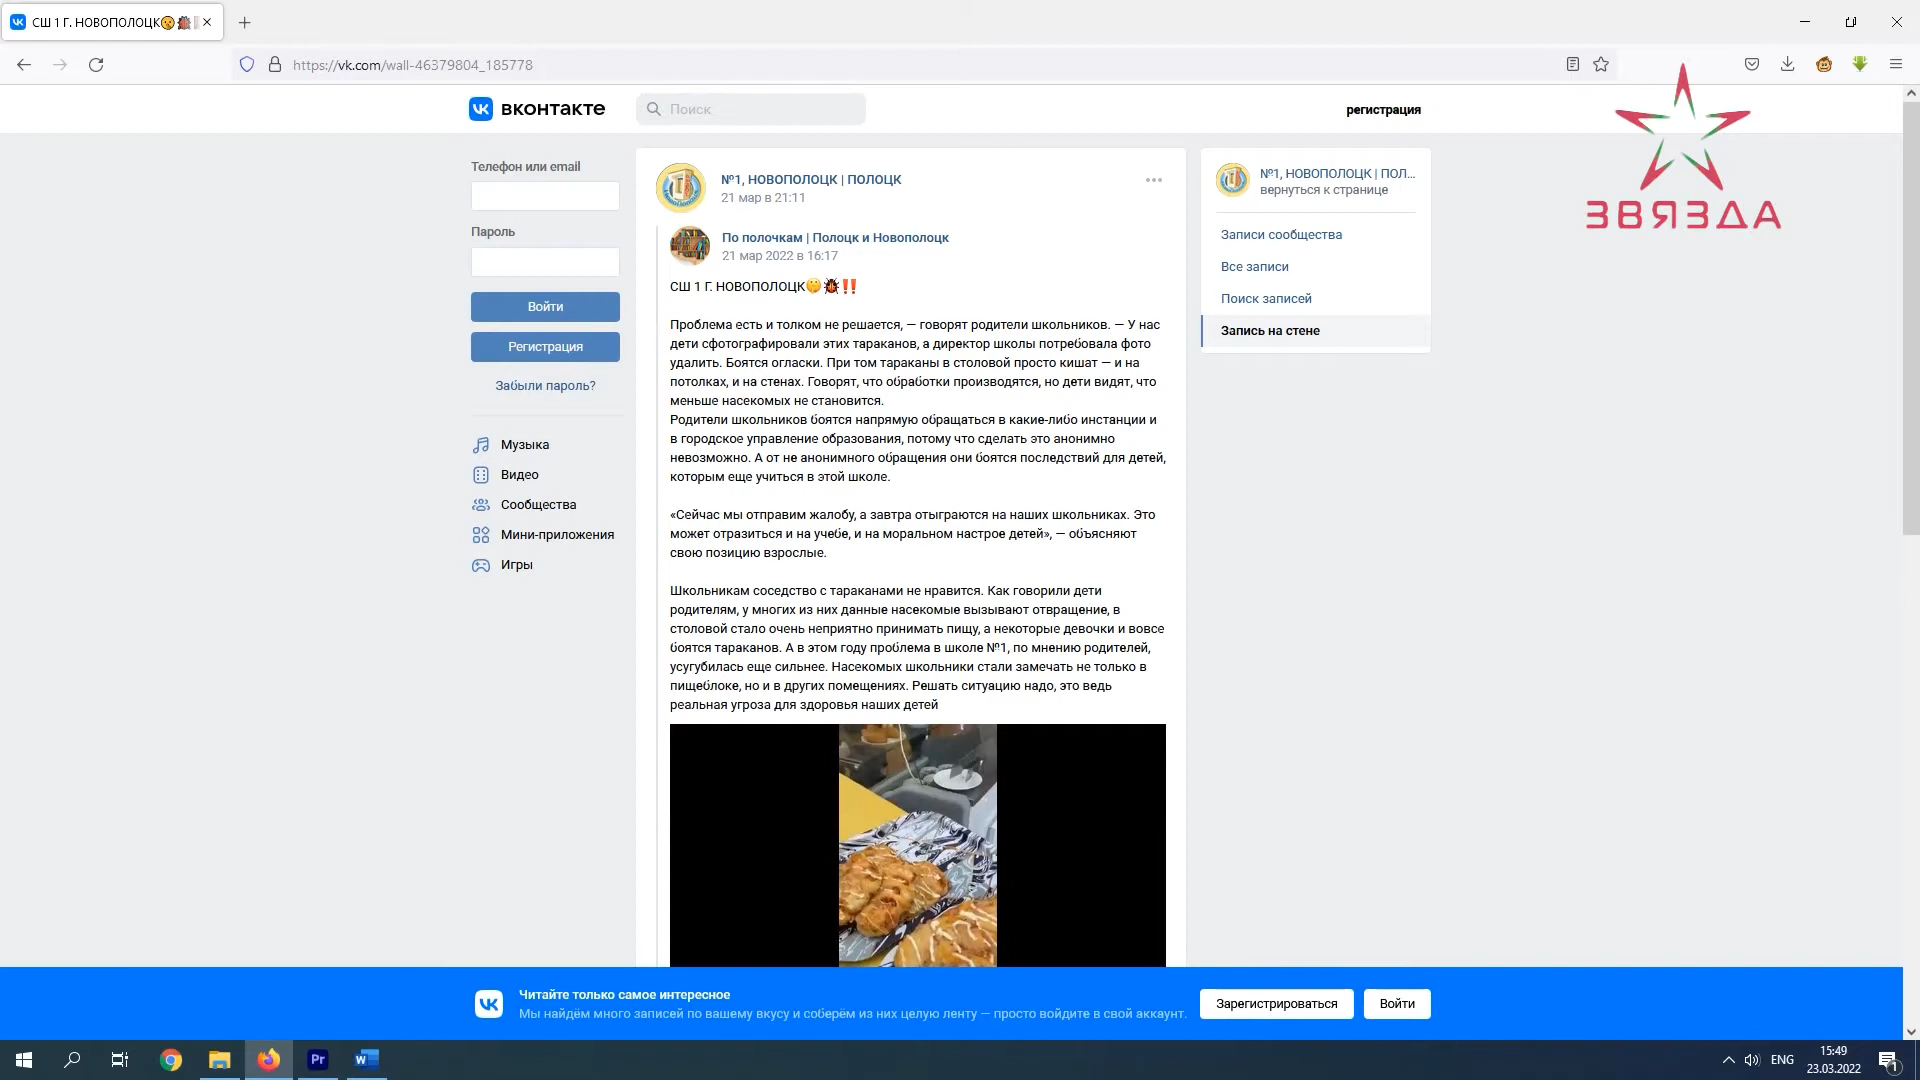 СШ 1 Г. НОВОПОЛОЦК
https://vk.com/wall-46379804_185778
ЗВЯЗДА
вконтакте
Поиск
регистрация
Телефон или email
Пароль
Войти
Регистрация
Забыли пароль?
Музыка
Видео
Сообщества
Мини-приложения
Игры
№1, НОВОПОЛОЦК | ПОЛОЦК
21 мар в 21:11
По полочкам | Полоцк и Новополоцк
21 мар 2022 в 16:17
СШ 1 Г. НОВОПОЛОЦК🤫🐞‼️
Проблема есть и толком не решается, — говорят родители школьников. — У нас
дети сфотографировали этих тараканов, а директор школы потребовала фото
удалить. Боятся огласки. При том тараканы в столовой просто кишат — и на
потолках, и на стенах. Говорят, что обработки производятся, но дети видят, что
меньше насекомых не становится.
Родители школьников боятся напрямую обращаться в какие-либо инстанции и
в городское управление образования, потому что сделать это анонимно
невозможно. А от не анонимного обращения они боятся последствий для детей,
которым еще учиться в этой школе.
«Сейчас мы отправим жалобу, а завтра отыграются на наших школьниках. Это
может отразиться и на учебе, и на моральном настрое детей», — объясняют
свою позицию взрослые.
Школьникам соседство с тараканами не нравится. Как говорили дети
родителям, у многих из них данные насекомые вызывают отвращение, в
столовой стало очень неприятно принимать пищу, а некоторые девочки и вовсе
боятся тараканов. А в этом году проблема в школе №1, по мнению родителей,
усугубилась еще сильнее. Насекомых школьники стали замечать не только в
пищеблоке, но и в других помещениях. Решать ситуацию надо, это ведь
реальная угроза для здоровья наших детей
№1, НОВОПОЛОЦК | ПОЛ...
вернуться к странице
Записи сообщества
Все записи
Поиск записей
Запись на стене
Читайте только самое интересное
Мы найдём много записей по вашему вкусу и соберём из них целую ленту — просто войдите в свой аккаунт.
Зарегистрироваться
Войти
Pr
W
ENG
15:49
23.03.2022
1